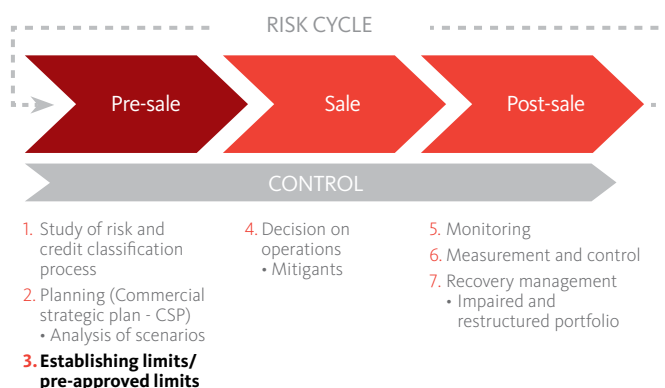 RISK CYCLE
Pre-sale
Sale
Post-sale
CONTROL
1. Study of risk and
credit classification
process
2. Planning (Commercial
strategic plan - CSP)
• Analysis of scenarios
3. Establishing limits/
pre-approved limits
4. Decision on
operations
• Mitigants
5. Monitoring
6. Measurement and control
7. Recovery management
• Impaired and
restructured portfolio